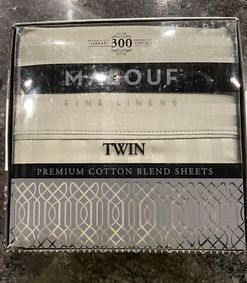 THREAD 300 COUNT
MALOUF
FINE LINENS
TWIN
PREMIUM COTTON BLEND SHEETS